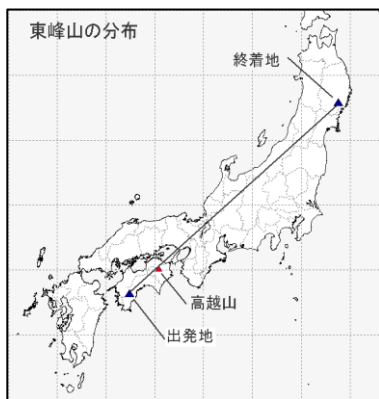 東峰山の分布
終着地
高越山
出発地